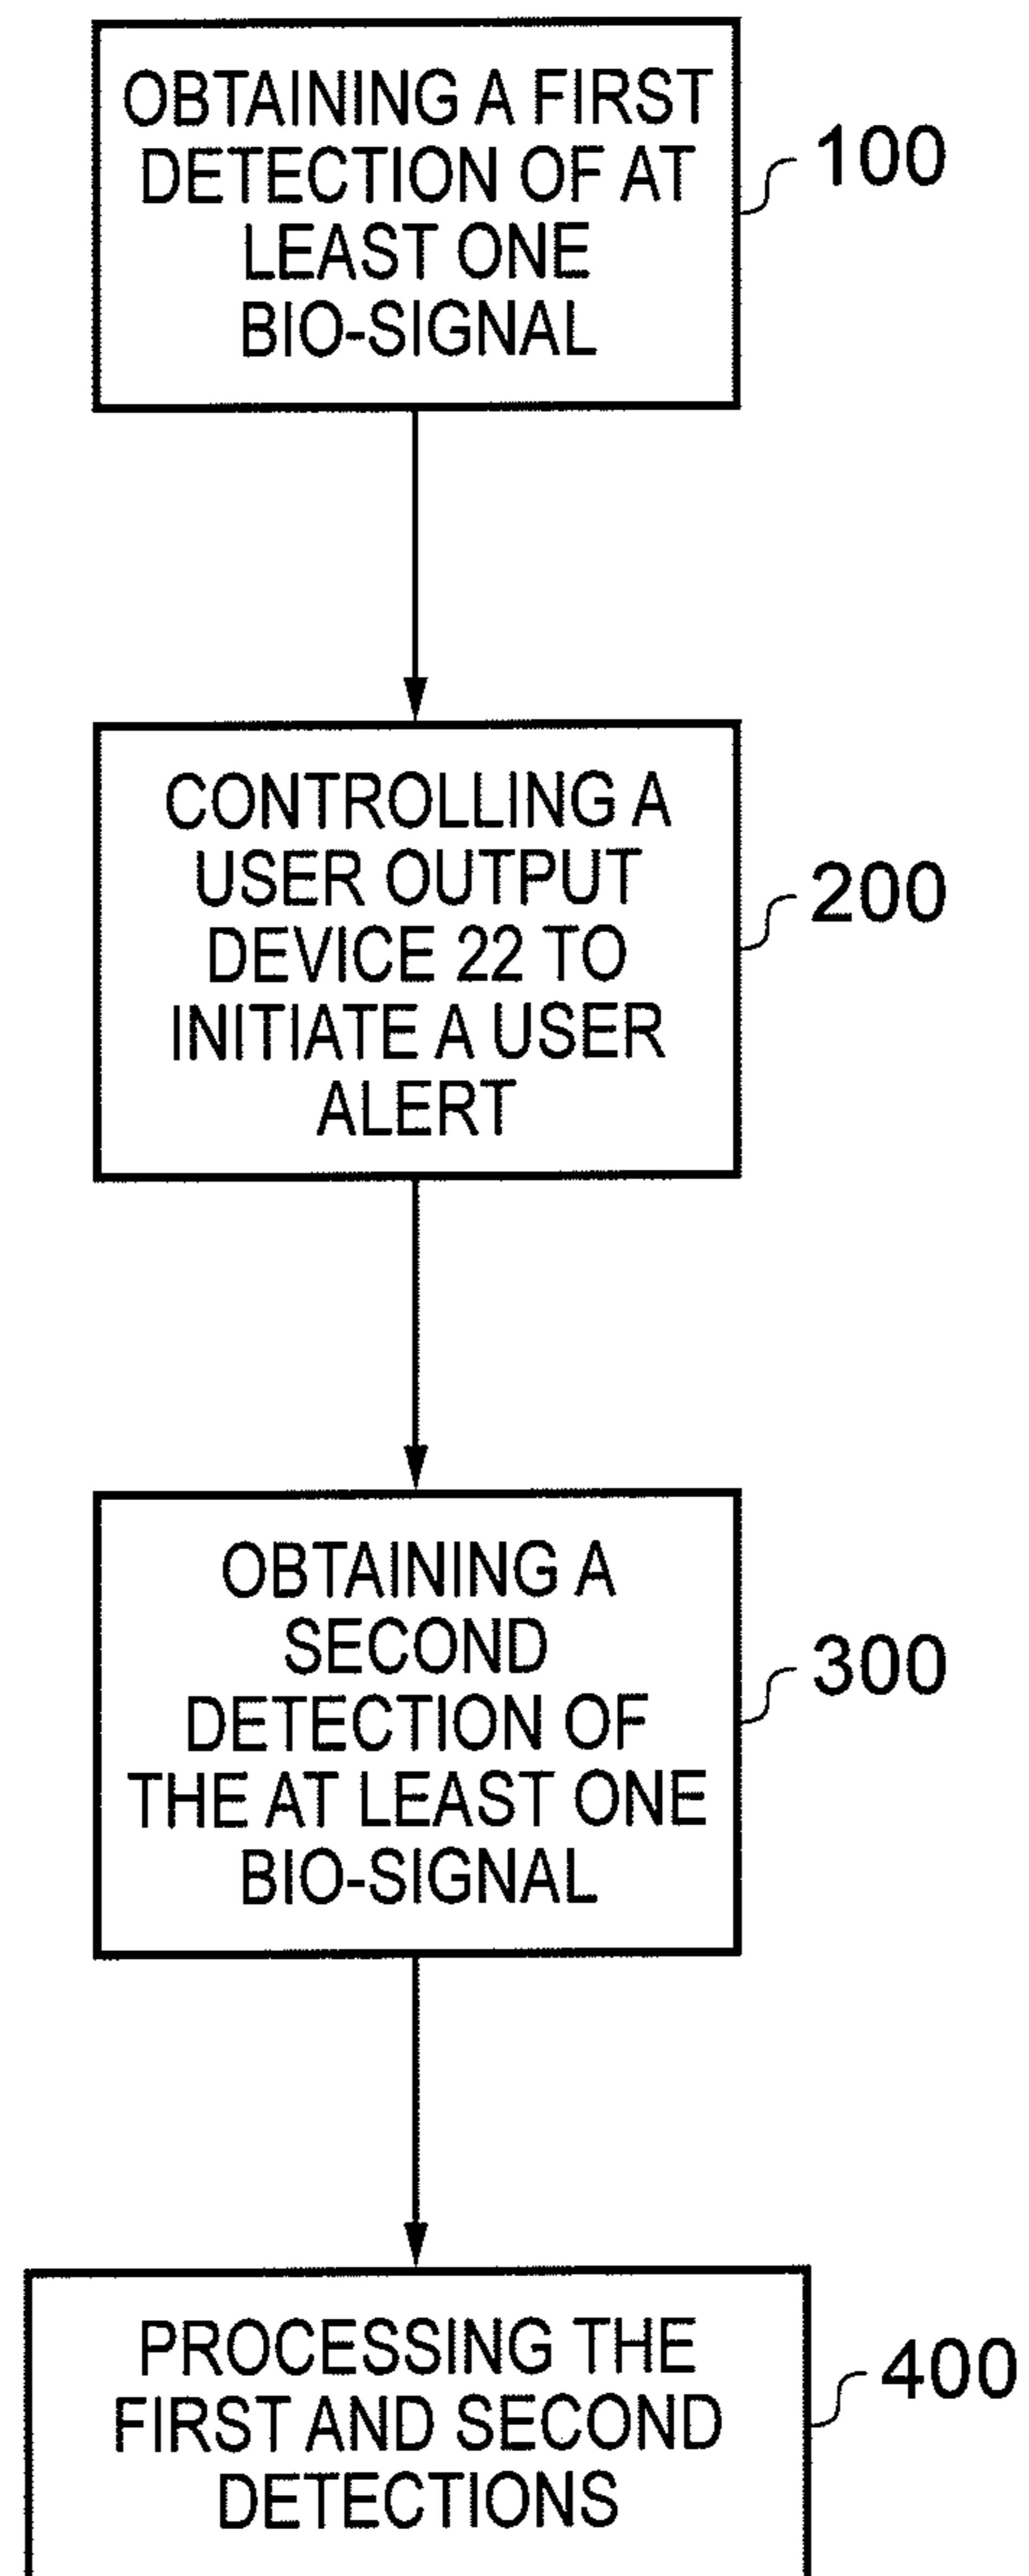 OBTAINING A FIRST
DETECTION OF AT
LEAST ONE
BIO-SIGNAL
100
CONTROLLING A
USER OUTPUT
DEVICE 22 TO
INITIATE A USER
ALERT
200
OBTAINING A
SECOND
DETECTION OF
THE AT LEAST ONE
BIO-SIGNAL
300
PROCESSING THE
FIRST AND SECOND
DETECTIONS
400